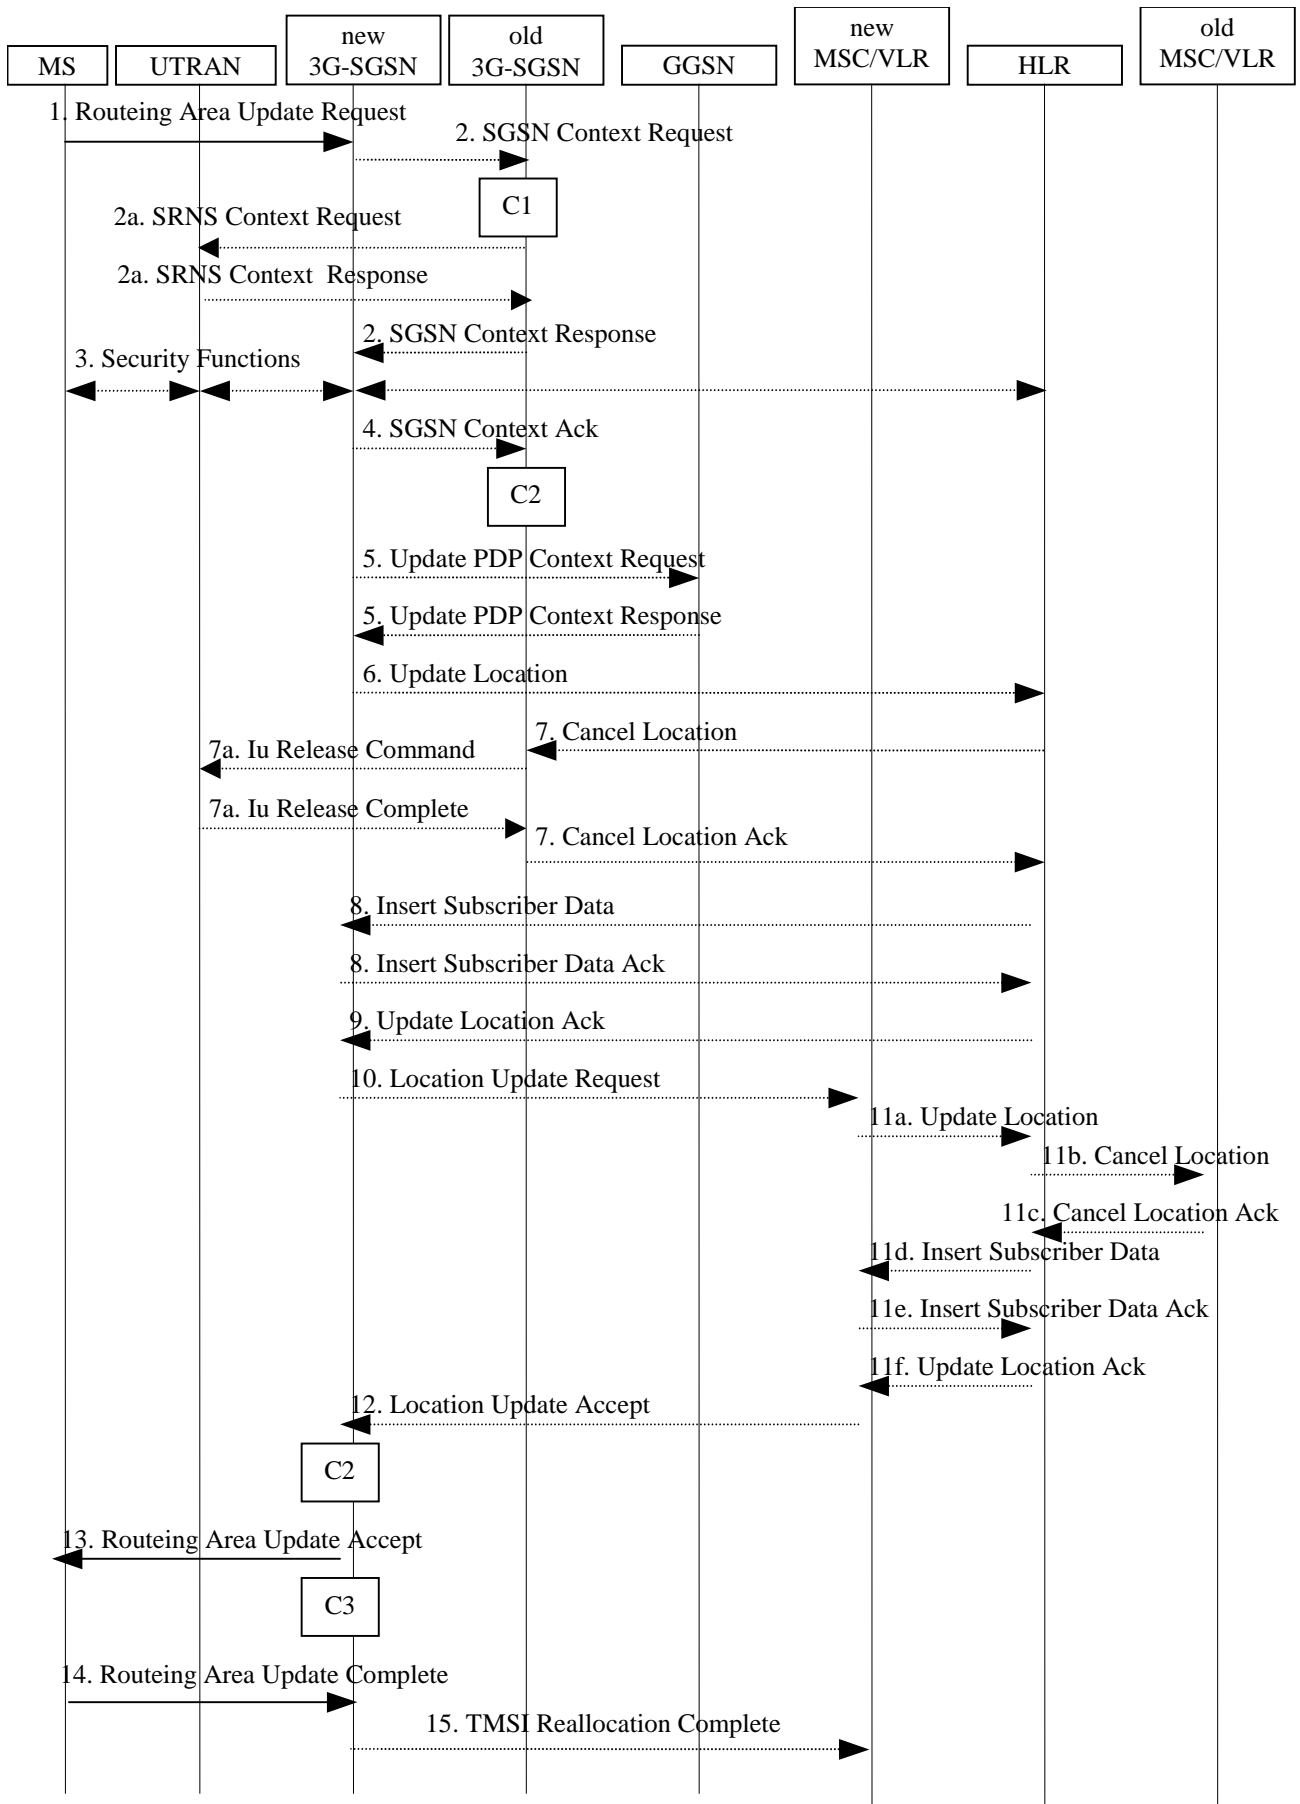 MS
UTRAN
new
3G-SGSN
old
3G-SGSN
GGSN
new
MSC/VLR
HLR
old
MSC/VLR
1. Routeing Area Update Request
2. SGSN Context Request
C1
2a. SRNS Context Request
2a. SRNS Context Response
2. SGSN Context Response
3. Security Functions
4. SGSN Context Ack
C2
5. Update PDP Context Request
5. Update PDP Context Response
6. Update Location
7. Cancel Location
7a. Iu Release Command
7a. Iu Release Complete
7. Cancel Location Ack
8. Insert Subscriber Data
8. Insert Subscriber Data Ack
9. Update Location Ack
10. Location Update Request
11a. Update Location
11b. Cancel Location
11c. Cancel Location Ack
11d. Insert Subscriber Data
11e. Insert Subscriber Data Ack
11f. Update Location Ack
12. Location Update Accept
C2
13. Routeing Area Update Accept
C3
14. Routeing Area Update Complete
15. TMSI Reallocation Complete